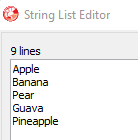 String List Editor
9 lines
Apple
Banana
Pear
Guava
Pineapple